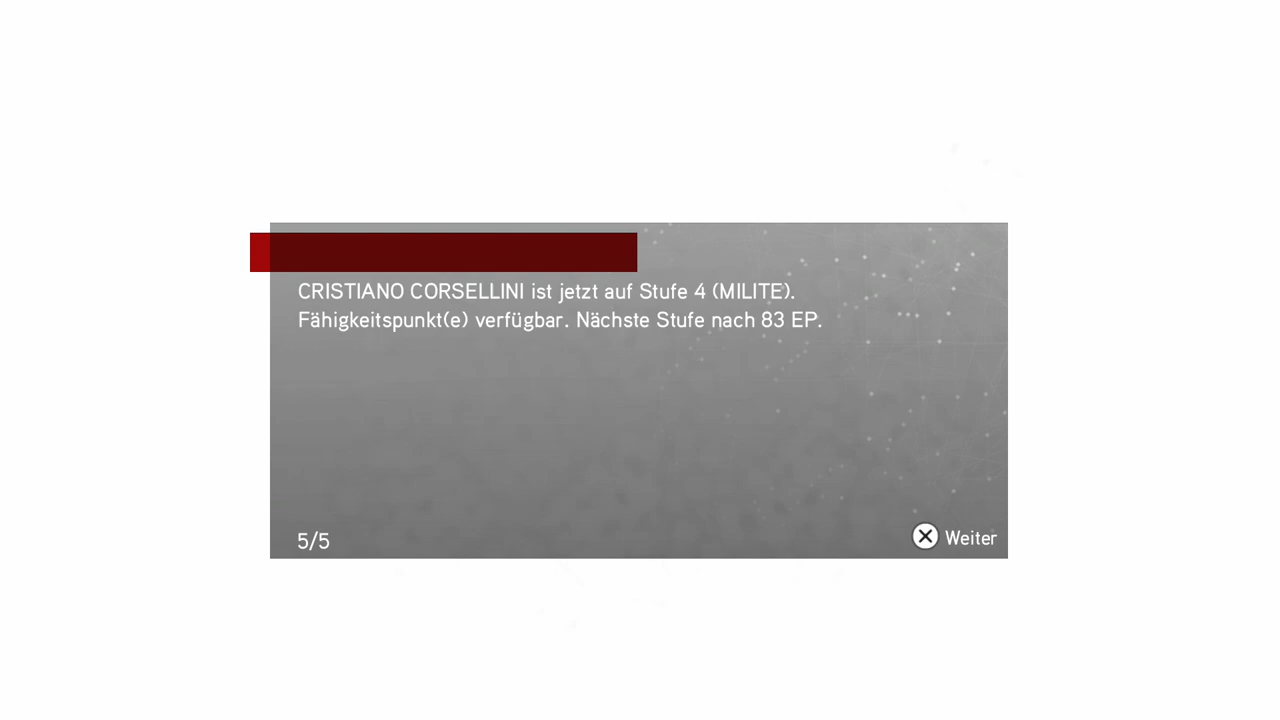 CRISTIANO CORSELLINI ist jetzt auf Stufe 4 (MILITE).
Fähigkeitspunkt(e) verfügbar. Nächste Stufe nach 83 EP.
5/5
Weiter